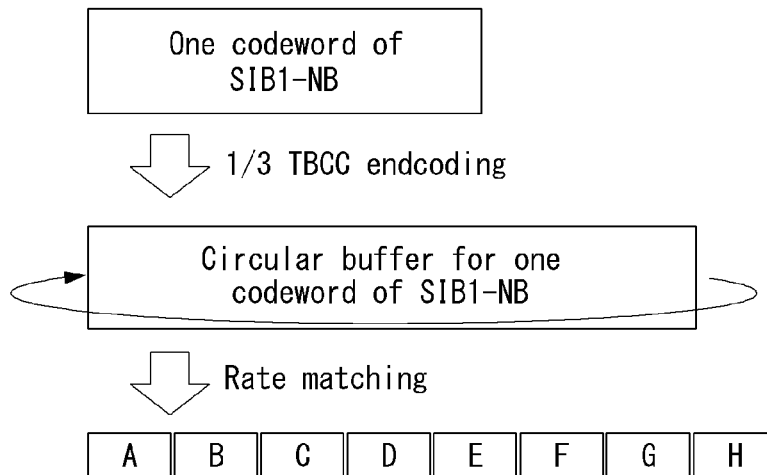 One codeword of
SIB1-NB
1/3 TBCC endcoding
Circular buffer for one
codeword of SIB1-NB
Rate matching
A B C D E F G H